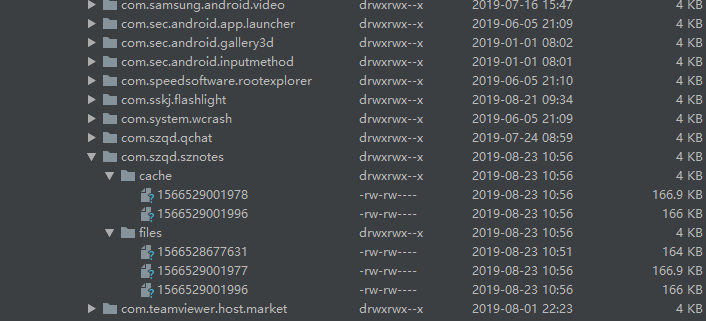 com.samsung.android.video drwxrwx--x 2019-07-16 15:47 4 KB
com.sec.android.app.launcher drwxrwx--x 2019-06-05 21:09 4 KB
com.sec.android.gallery3d drwxrwx--x 2019-01-01 08:02 4 KB
com.sec.android.inputmethod drwxrwx--x 2019-01-01 08:01 4 KB
com.speedsoftware.rootexplorer drwxrwx--x 2019-06-05 21:10 4 KB
com.sskj.flashlight drwxrwx--x 2019-08-21 09:34 4 KB
com.system.wcrash drwxrwx--x 2019-06-05 21:09 4 KB
com.szqd.qchat drwxrwx--x 2019-07-24 08:59 4 KB
com.szqd.sznotes drwxrwx--x 2019-08-23 10:56 4 KB
cache drwxrwx--x 2019-08-23 10:56 4 KB
1566529001978 -rw-rw---- 2019-08-23 10:56 166.9 KB
1566529001996 -rw-rw---- 2019-08-23 10:56 166 KB
files drwxrwx--x 2019-08-23 10:56 4 KB
1566528677631 -rw-rw---- 2019-08-23 10:51 164 KB
1566529001977 -rw-rw---- 2019-08-23 10:56 166.9 KB
1566529001996 -rw-rw---- 2019-08-23 10:56 166 KB
com.teamviewer.host.market drwxrwx--x 2019-08-01 22:23 4 KB